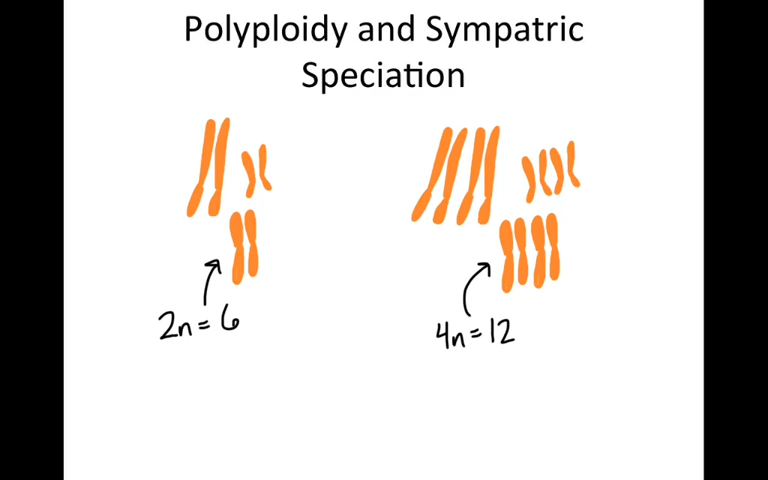 Polyploidy and Sympatric
Speciation
2n = 6
4n = 12